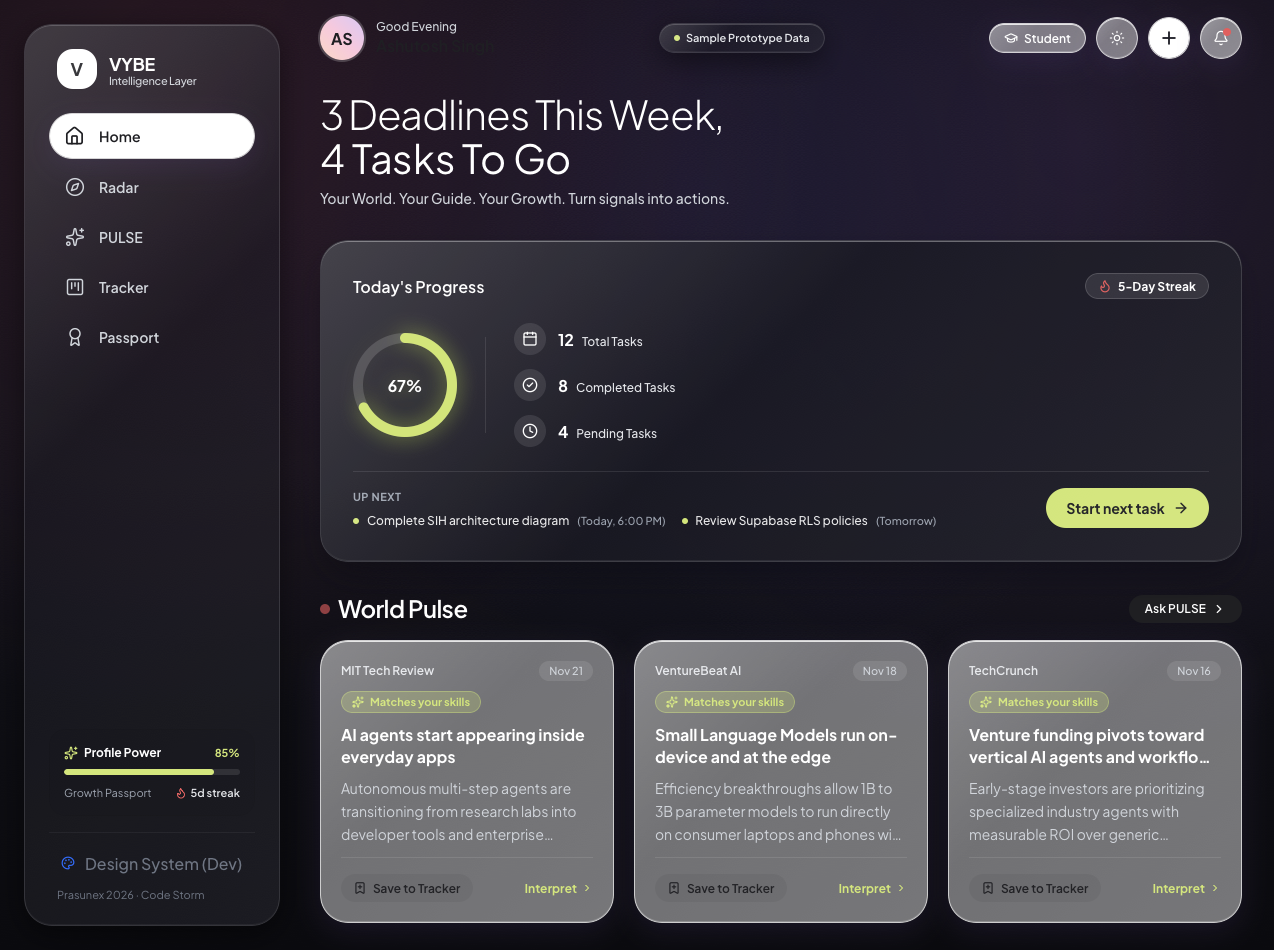 V
VYBE
Intelligence Layer
Home
Radar
PULSE
Tracker
Passport
Profile Power
85%
Growth Passport
5d streak
Design System (Dev)
Prasunex 2026 · Code Storm
AS
Good Evening
Sample Prototype Data
Student
3 Deadlines This Week,
4 Tasks To Go
Your World. Your Guide. Your Growth. Turn signals into actions.
Today's Progress
5-Day Streak
67%
12 Total Tasks
8 Completed Tasks
4 Pending Tasks
UP NEXT
Complete SIH architecture diagram (Today, 6:00 PM)
Review Supabase RLS policies (Tomorrow)
Start next task
World Pulse
Ask PULSE
MIT Tech Review
Nov 21
Matches your skills
AI agents start appearing inside
everyday apps
Autonomous multi-step agents are
transitioning from research labs into
developer tools and enterprise...
Save to Tracker
Interpret
VentureBeat AI
Nov 18
Matches your skills
Small Language Models run on-
device and at the edge
Efficiency breakthroughs allow 1B to
3B parameter models to run directly
on consumer laptops and phones wi...
Save to Tracker
Interpret
TechCrunch
Nov 16
Matches your skills
Venture funding pivots toward
vertical AI agents and workflo...
Early-stage investors are prioritizing
specialized industry agents with
measurable ROI over generic...
Save to Tracker
Interpret